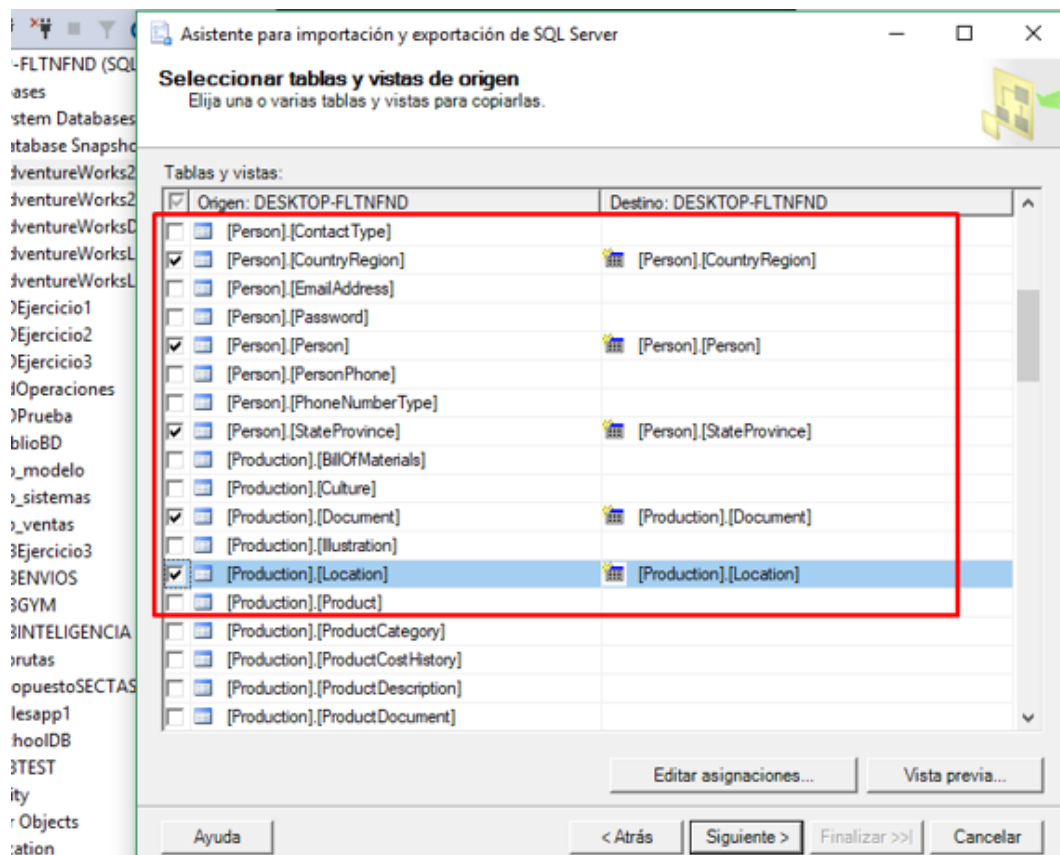 Asistente para importación y exportación de SQL Server
-FLTNFND (SQL
Seleccionar tablas y vistas de origen
Elija una o varias tablas y vistas para copiarlas.
ases
stem Databases
atabase Snapsho
dventureWorks2
dventureWorks2
dventureWorksD
dventureWorksL
dventureWorksL
DEjercicio1
DEjercicio2
DEjercicio3
dOperaciones
DPrueba
blioBD
o_modelo
o_sistemas
o_ventas
BEjercicio3
BENVIOS
BGYM
BINTELIGENCIA
brutas
opuestoSECTAS
lesapp1
hoolDB
BTEST
ity
r Objects
cation
Tablas y vistas:
Origen: DESKTOP-FLTNFND Destino: DESKTOP-FLTNFND
[Person].[ContactType]
[Person].[CountryRegion] [Person].[CountryRegion]
[Person].[EmailAddress]
[Person].[Password]
[Person].[Person] [Person].[Person]
[Person].[PersonPhone]
[Person].[PhoneNumberType]
[Person].[StateProvince] [Person].[StateProvince]
[Production].[BillOfMaterials]
[Production].[Culture]
[Production].[Document] [Production].[Document]
[Production].[Illustration]
[Production].[Location] [Production].[Location]
[Production].[Product]
[Production].[ProductCategory]
[Production].[ProductCostHistory]
[Production].[ProductDescription]
[Production].[ProductDocument]
Editar asignaciones... Vista previa...
Ayuda < Atrás Siguiente > Finalizar >>| Cancelar